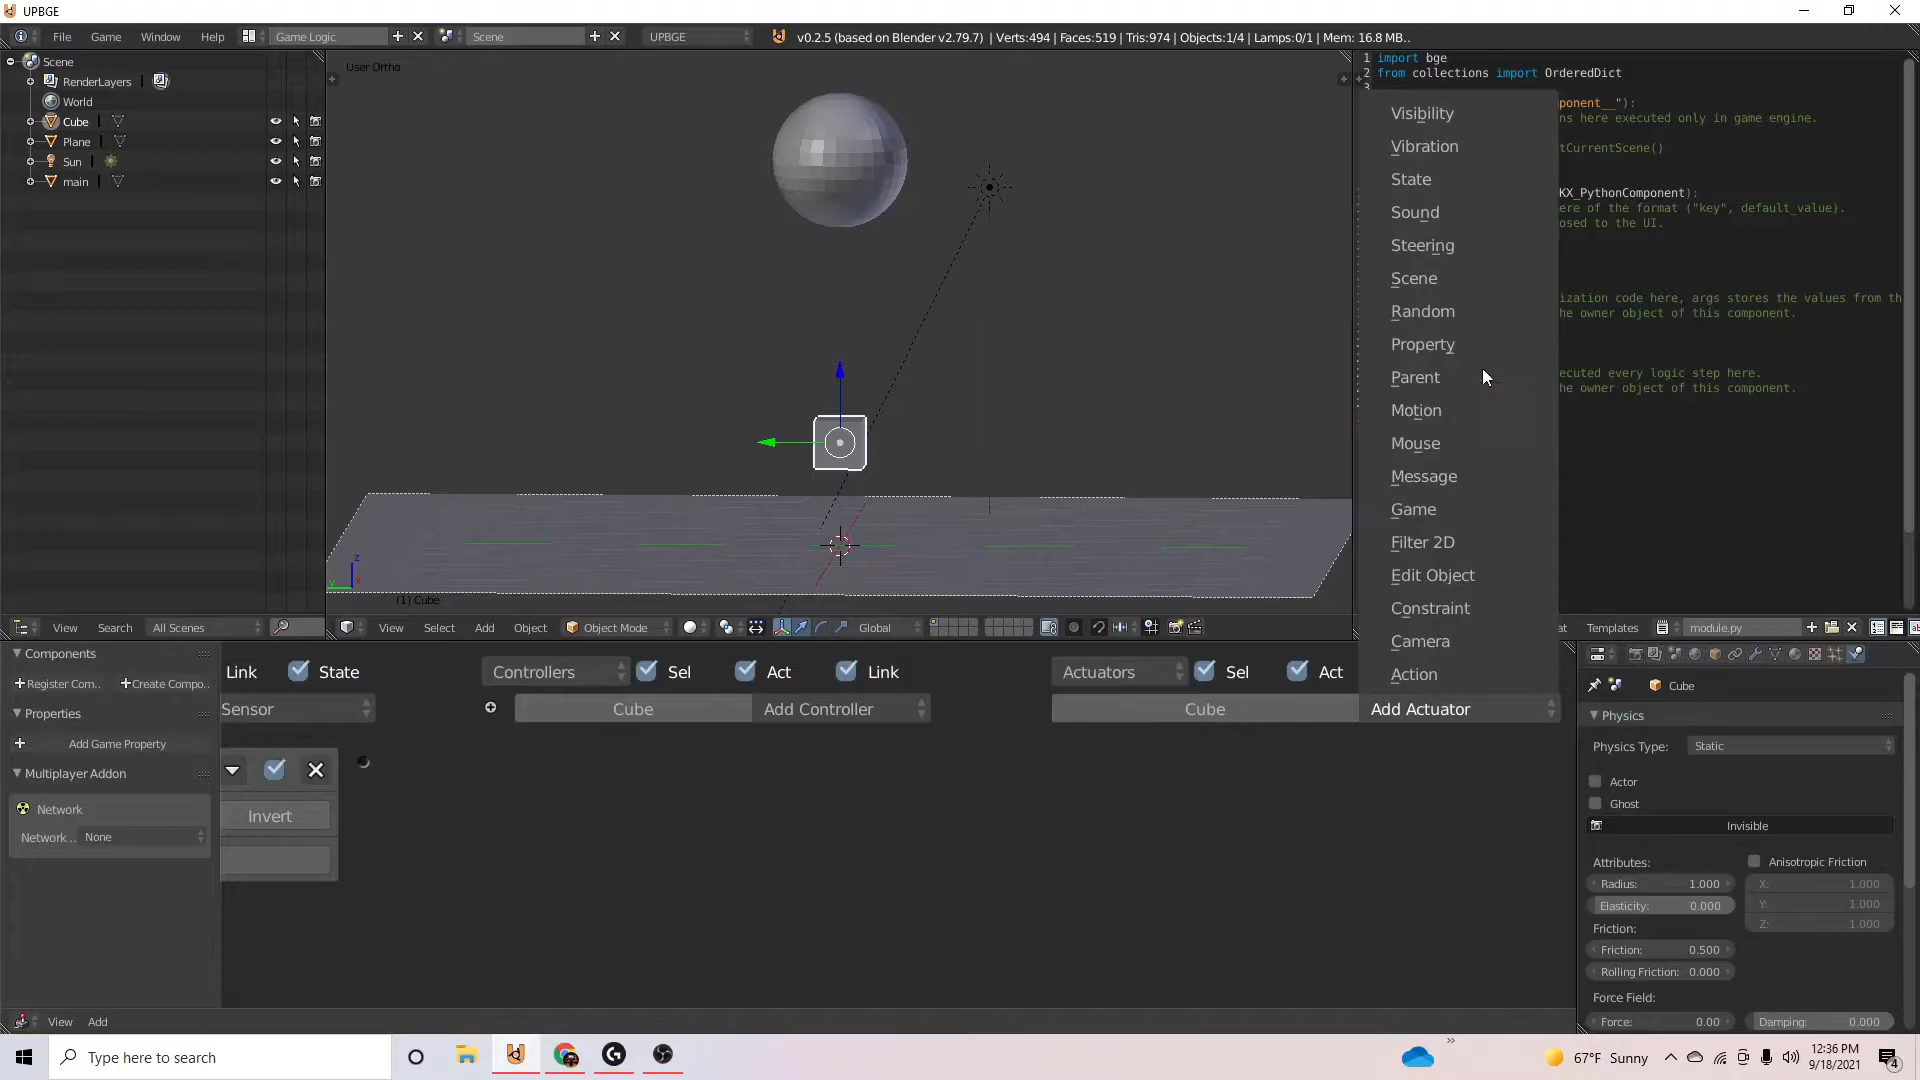 UPBGE
File Game Window Help Game Logic Scene UPBGE v0.2.5 (based on Blender v2.79.7) | Verts:494 | Faces:519 | Tris:974 | Objects:1/4 | Lamps:0/1 | Mem: 16.8 MB..
Scene
RenderLayers
World
Cube
Plane
Sun
main
User Ortho
z
y
x
(1) Cube
1 import bge
2 from collections import OrderedDict
3
ponent__"):
ns here executed only in game engine.
tCurrentScene()
KX_PythonComponent):
ere of the format ("key", default_value).
osed to the UI.
ization code here, args stores the values from th
he owner object of this component.
ecuted every logic step here.
he owner object of this component.
Visibility
Vibration
State
Sound
Steering
Scene
Random
Property
Parent
Motion
Mouse
Message
Game
Filter 2D
Edit Object
Constraint
Camera
Action
Add Actuator
View Search All Scenes
View Select Add Object Object Mode Global
at Templates module.py
Components
Register Com.. Create Compo..
Properties
Add Game Property
Multiplayer Addon
Network
Network.. None
Link State
Sensor
Invert
Controllers Sel Act Link
Cube Add Controller
Actuators Sel Act
Cube
View Add
Cube
Physics
Physics Type: Static
Actor
Ghost
Invisible
Attributes: Anisotropic Friction
Radius: 1.000 X: 1.000
Elasticity: 0.000 Y: 1.000
Z: 1.000
Friction:
Friction: 0.500
Rolling Friction: 0.000
Force Field:
Force: 0.00 Damping: 0.000
Type here to search
67°F Sunny
12:36 PM
9/18/2021
4